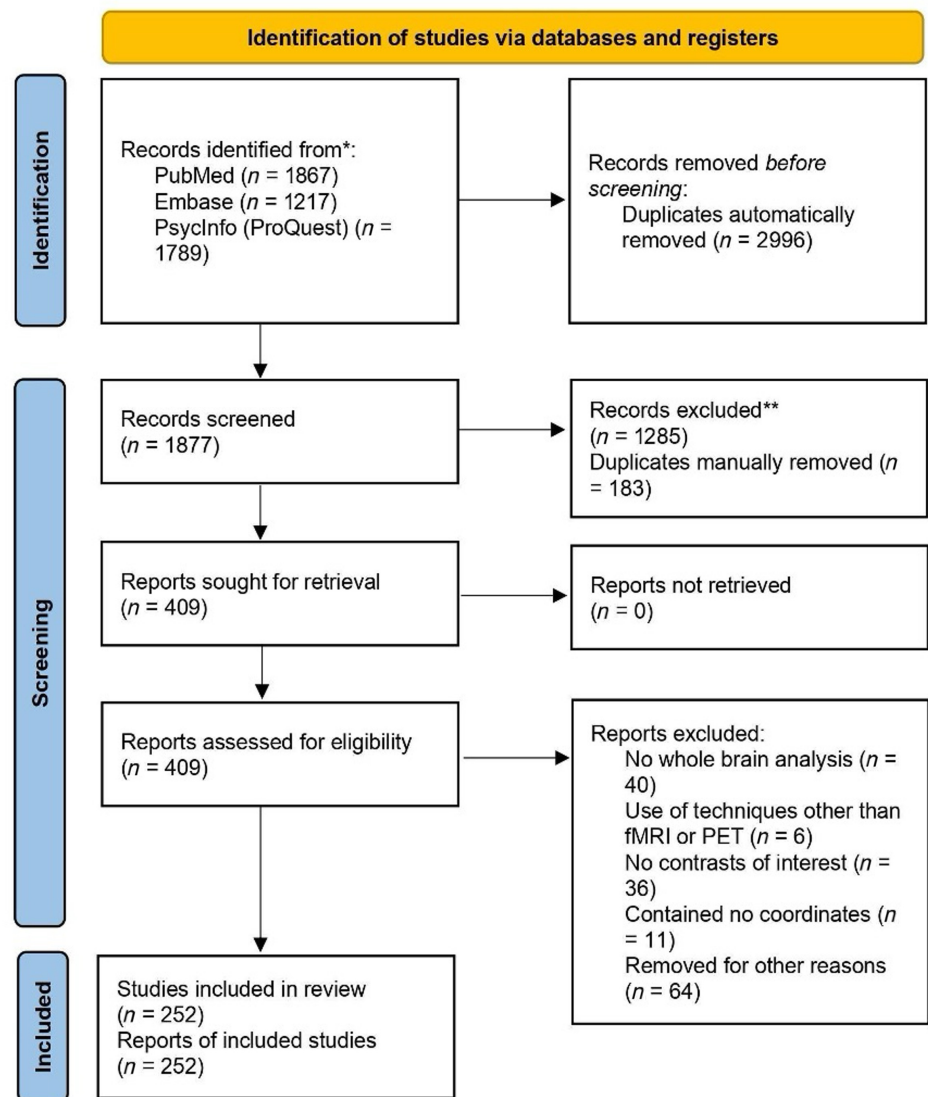 Identification of studies via databases and registers
Identification
Records identified from*:
PubMed (n = 1867)
Embase (n = 1217)
PsycInfo (ProQuest) (n =
1789)
Records removed before
screening:
Duplicates automatically
removed (n = 2996)
Screening
Records screened
(n = 1877)
Records excluded**
(n = 1285)
Duplicates manually removed (n
= 183)
Reports sought for retrieval
(n = 409)
Reports not retrieved
(n = 0)
Reports assessed for eligibility
(n = 409)
Reports excluded:
No whole brain analysis (n =
40)
Use of techniques other than
fMRI or PET (n = 6)
No contrasts of interest (n =
36)
Contained no coordinates (n
= 11)
Removed for other reasons
(n = 64)
Included
Studies included in review
(n = 252)
Reports of included studies
(n = 252)